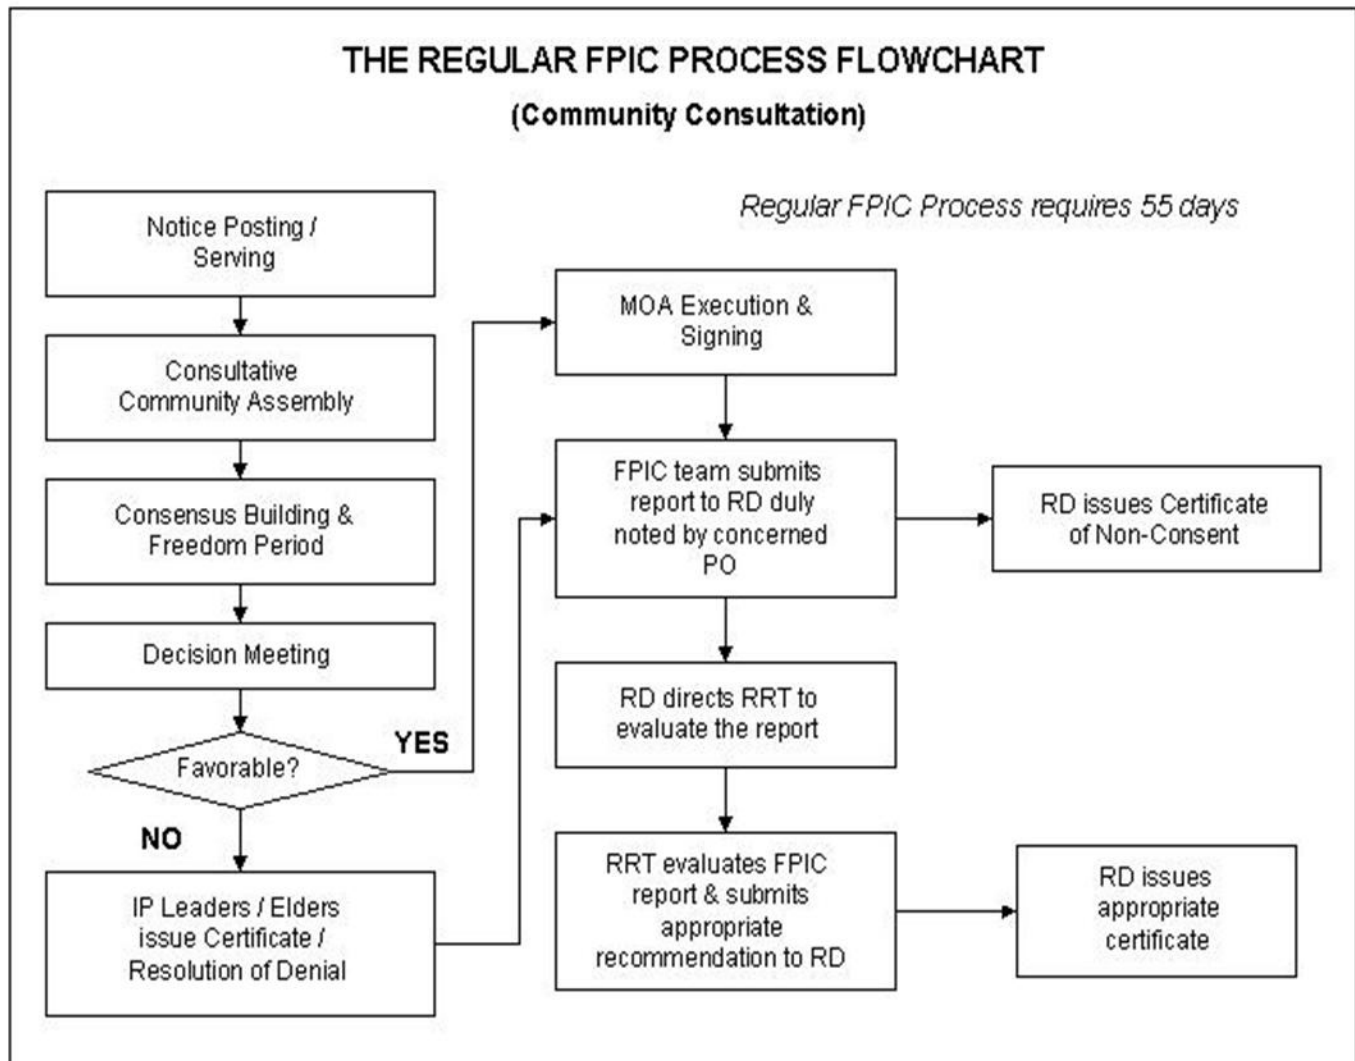 THE REGULAR FPIC PROCESS FLOWCHART
(Community Consultation)
Regular FPIC Process requires 55 days
Notice Posting /
Serving
Consultative
Community Assembly
Consensus Building &
Freedom Period
Decision Meeting
Favorable?
YES
NO
IP Leaders / Elders
issue Certificate /
Resolution of Denial
MOA Execution &
Signing
FPIC team submits
report to RD duly
noted by concerned
PO
RD issues Certificate
of Non-Consent
RD directs RRT to
evaluate the report
RRT evaluates FPIC
report & submits
appropriate
recommendation to RD
RD issues
appropriate
certificate